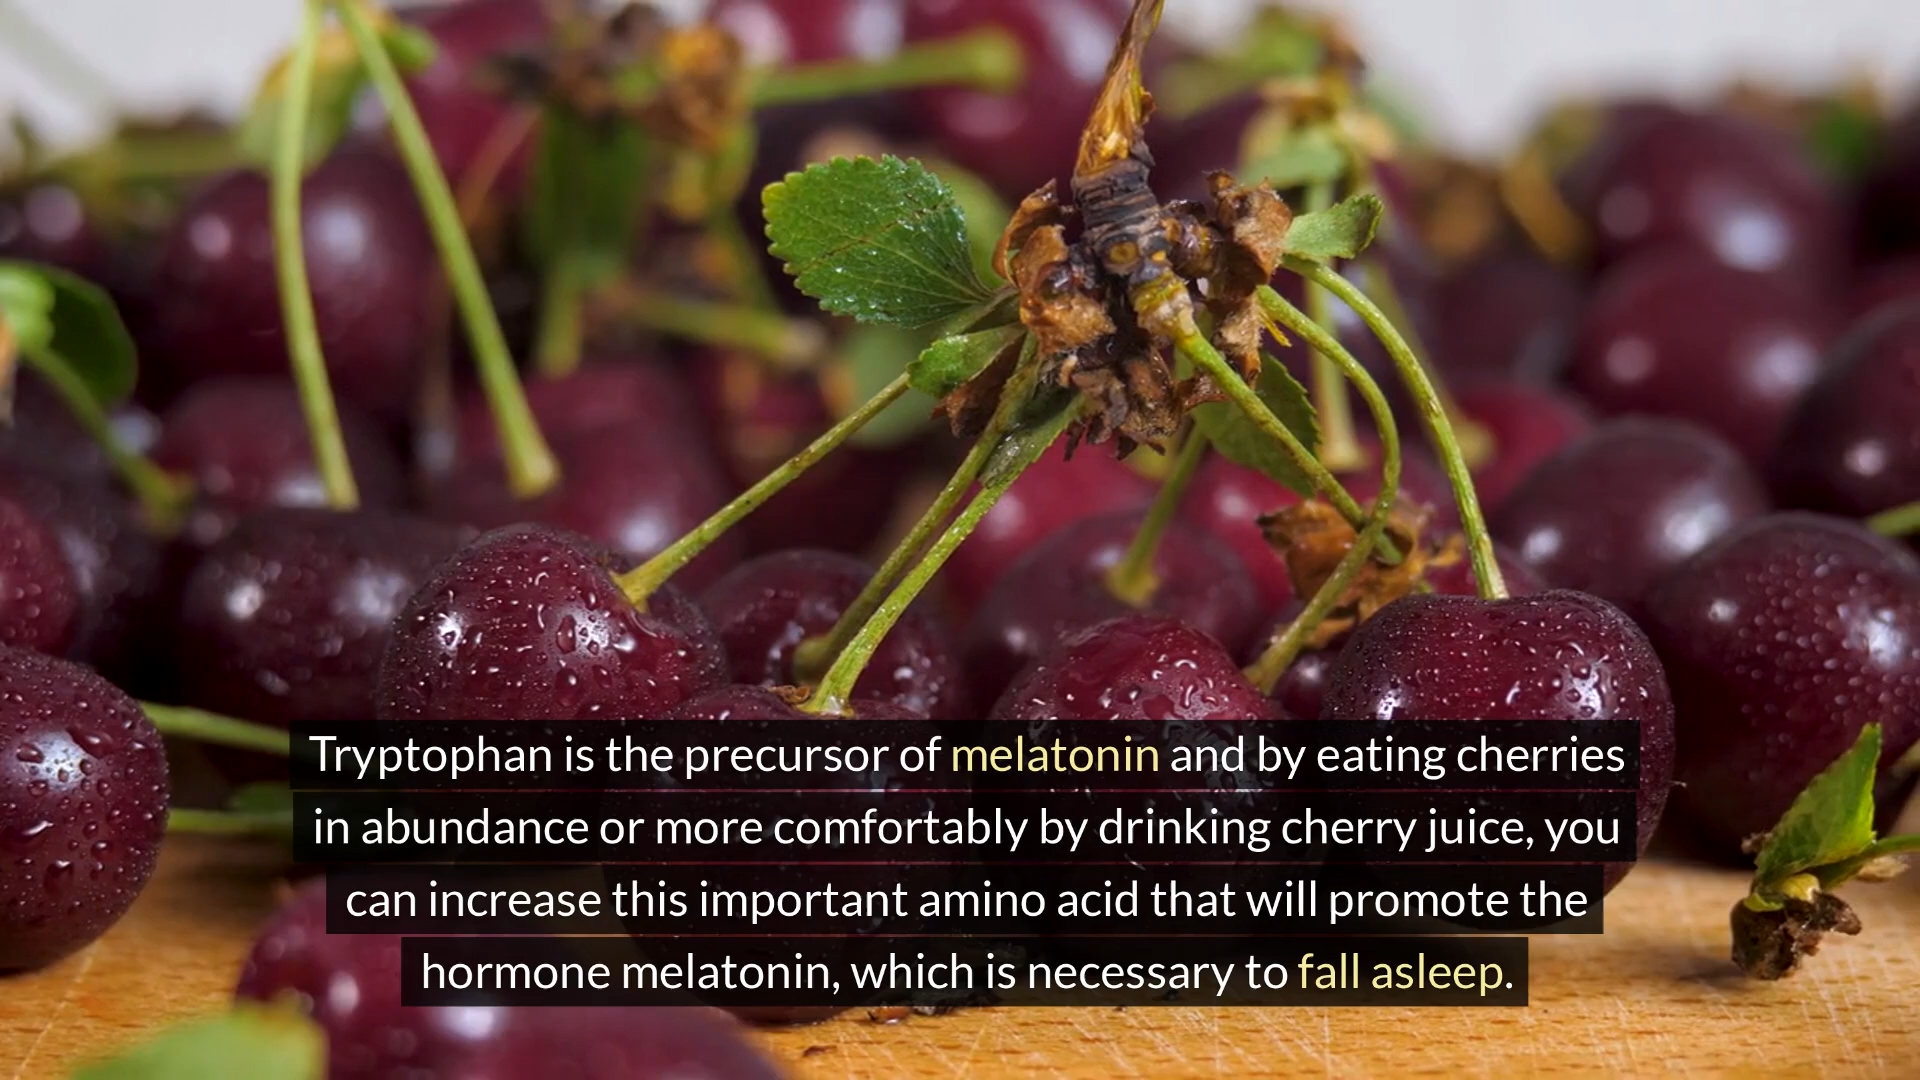 Tryptophan is the precursor of melatonin and by eating cherries
in abundance or more comfortably by drinking cherry juice, you
can increase this important amino acid that will promote the
hormone melatonin, which is necessary to fall asleep.